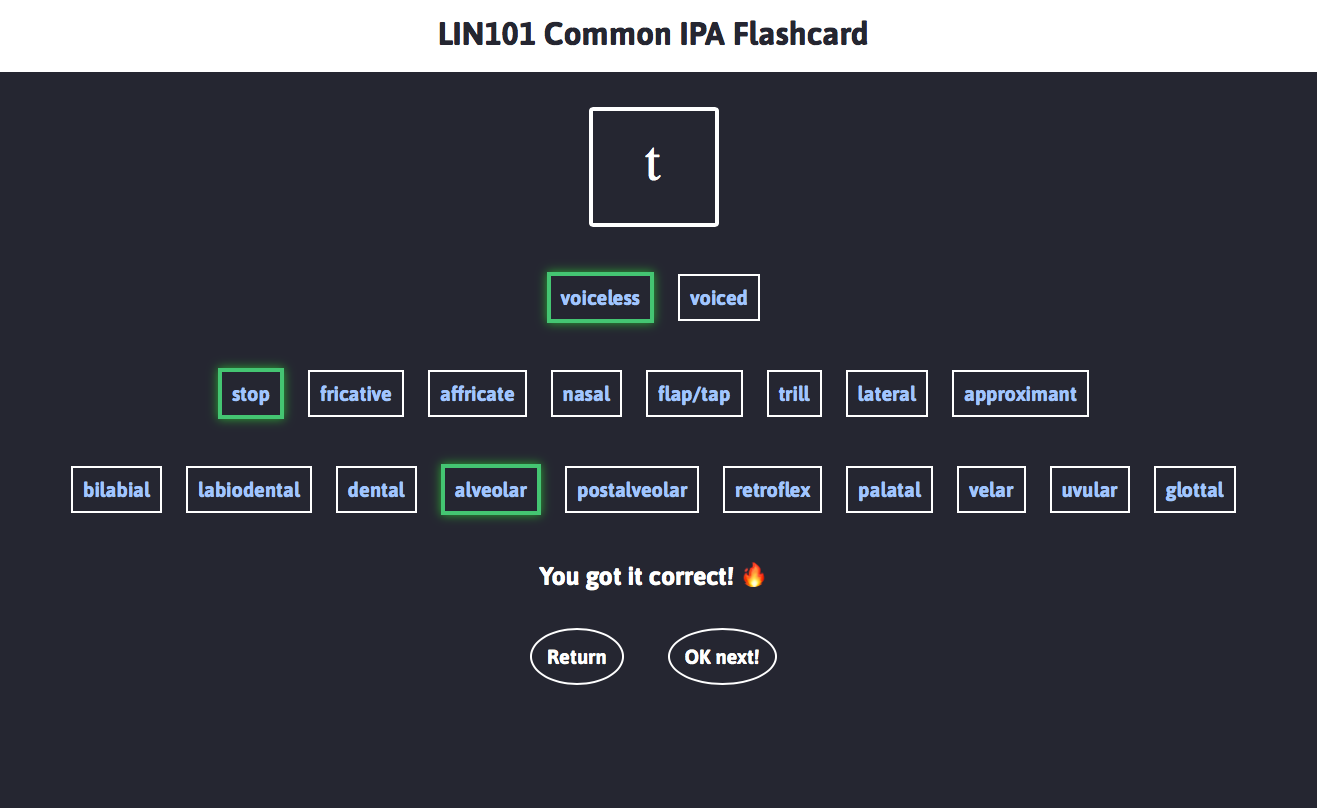 LIN101 Common IPA Flashcard
t
voiceless voiced
stop fricative affricate nasal flap/tap trill lateral approximant
bilabial labiodental dental alveolar postalveolar retroflex palatal velar uvular glottal
You got it correct! 🔥
Return OK next!